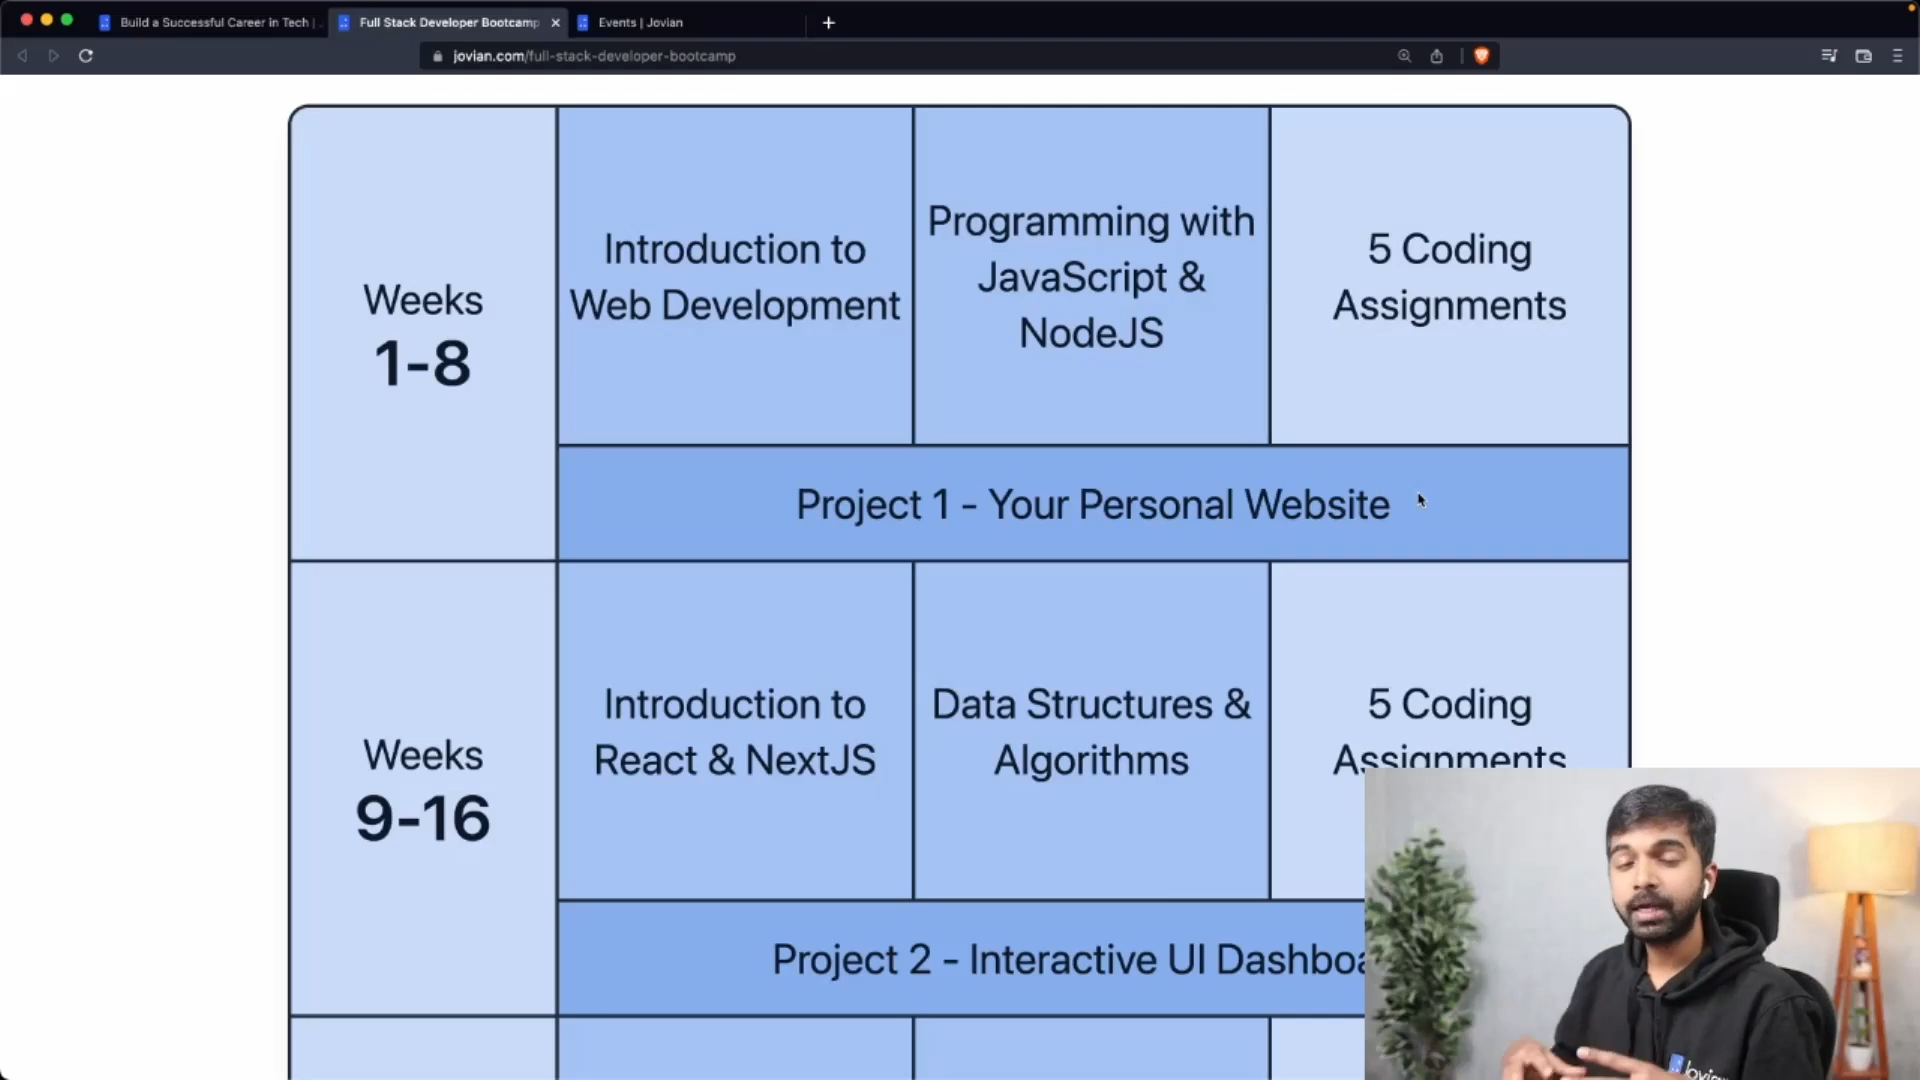 Build a Successful Career in Tech |
Full Stack Developer Bootcamp
Events | Jovian
jovian.com/full-stack-developer-bootcamp
Weeks
1-8
Introduction to
Web Development
Programming with
JavaScript &
NodeJS
5 Coding
Assignments
Project 1 - Your Personal Website
Weeks
9-16
Introduction to
React & NextJS
Data Structures &
Algorithms
5 Coding
Assignments
Project 2 - Interactive UI